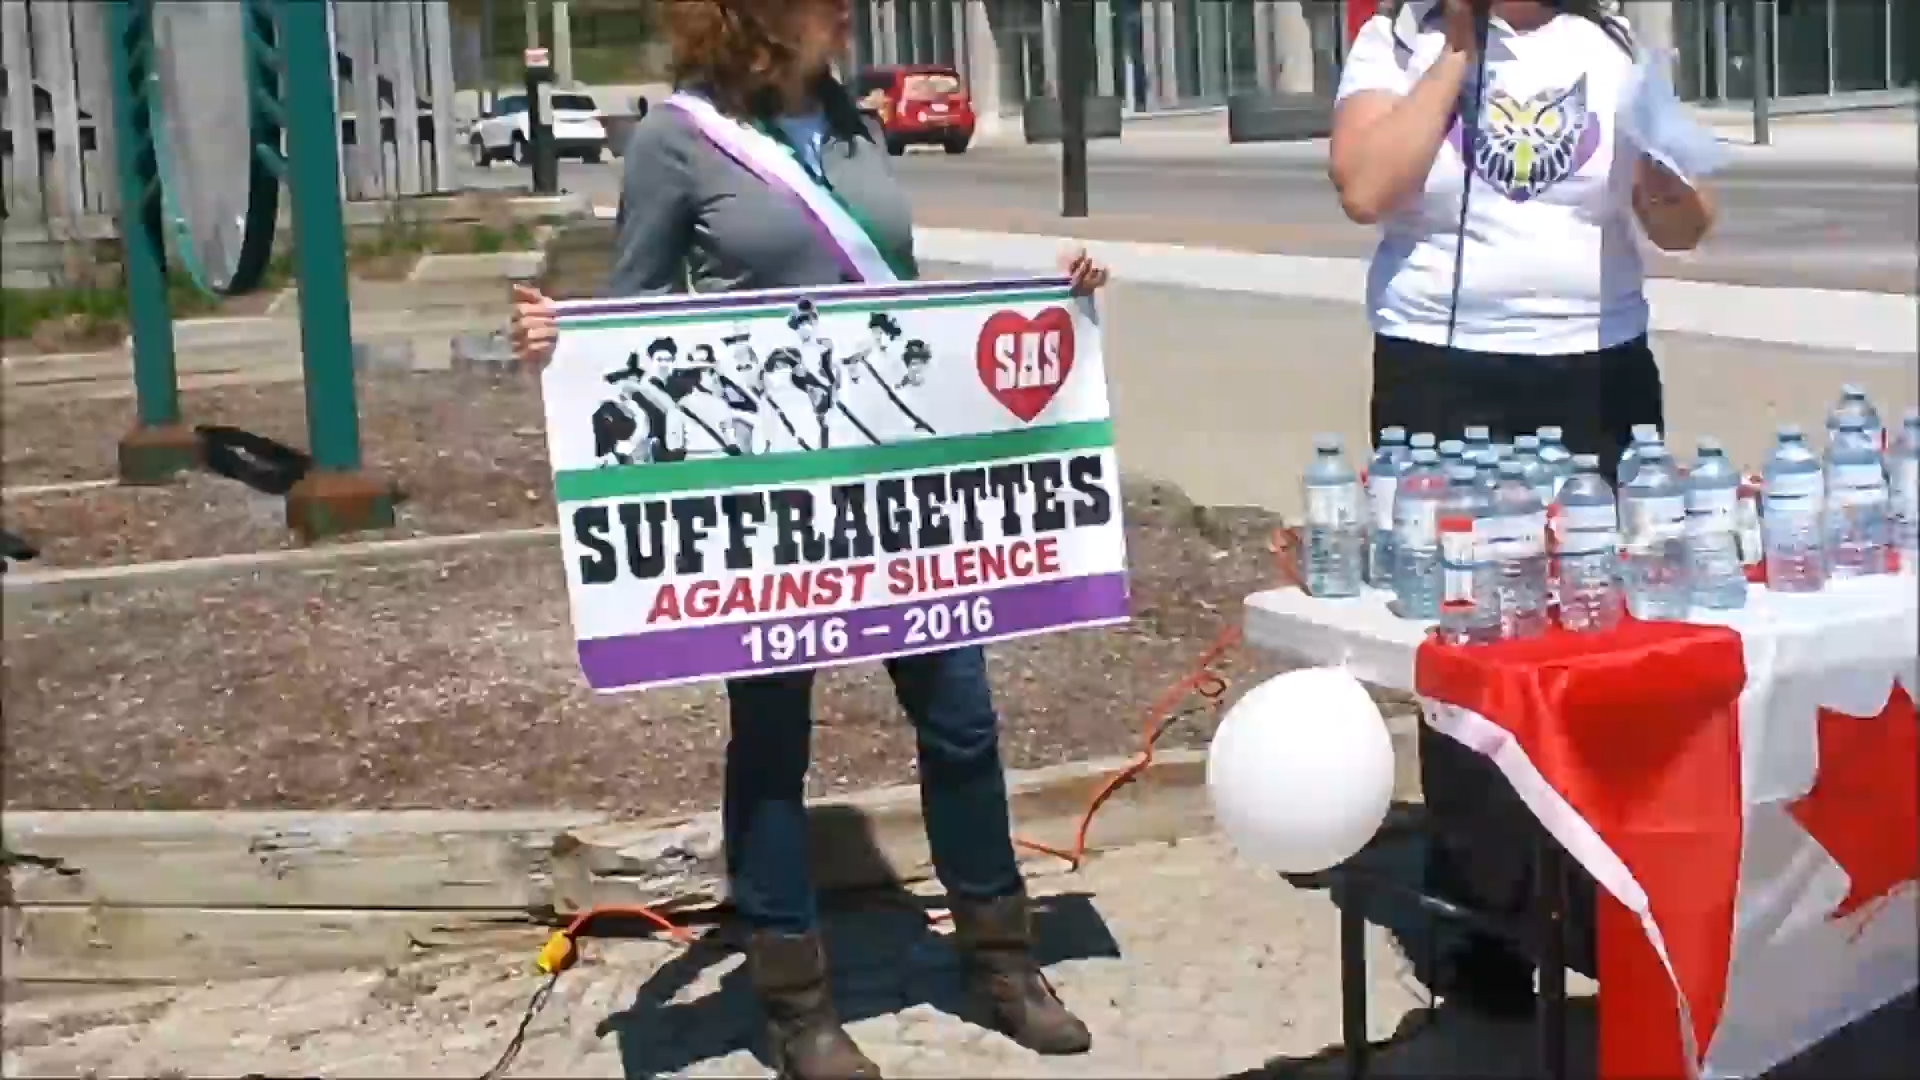 SAS
SUFFRAGETTES
AGAINST SILENCE
1916 – 2016